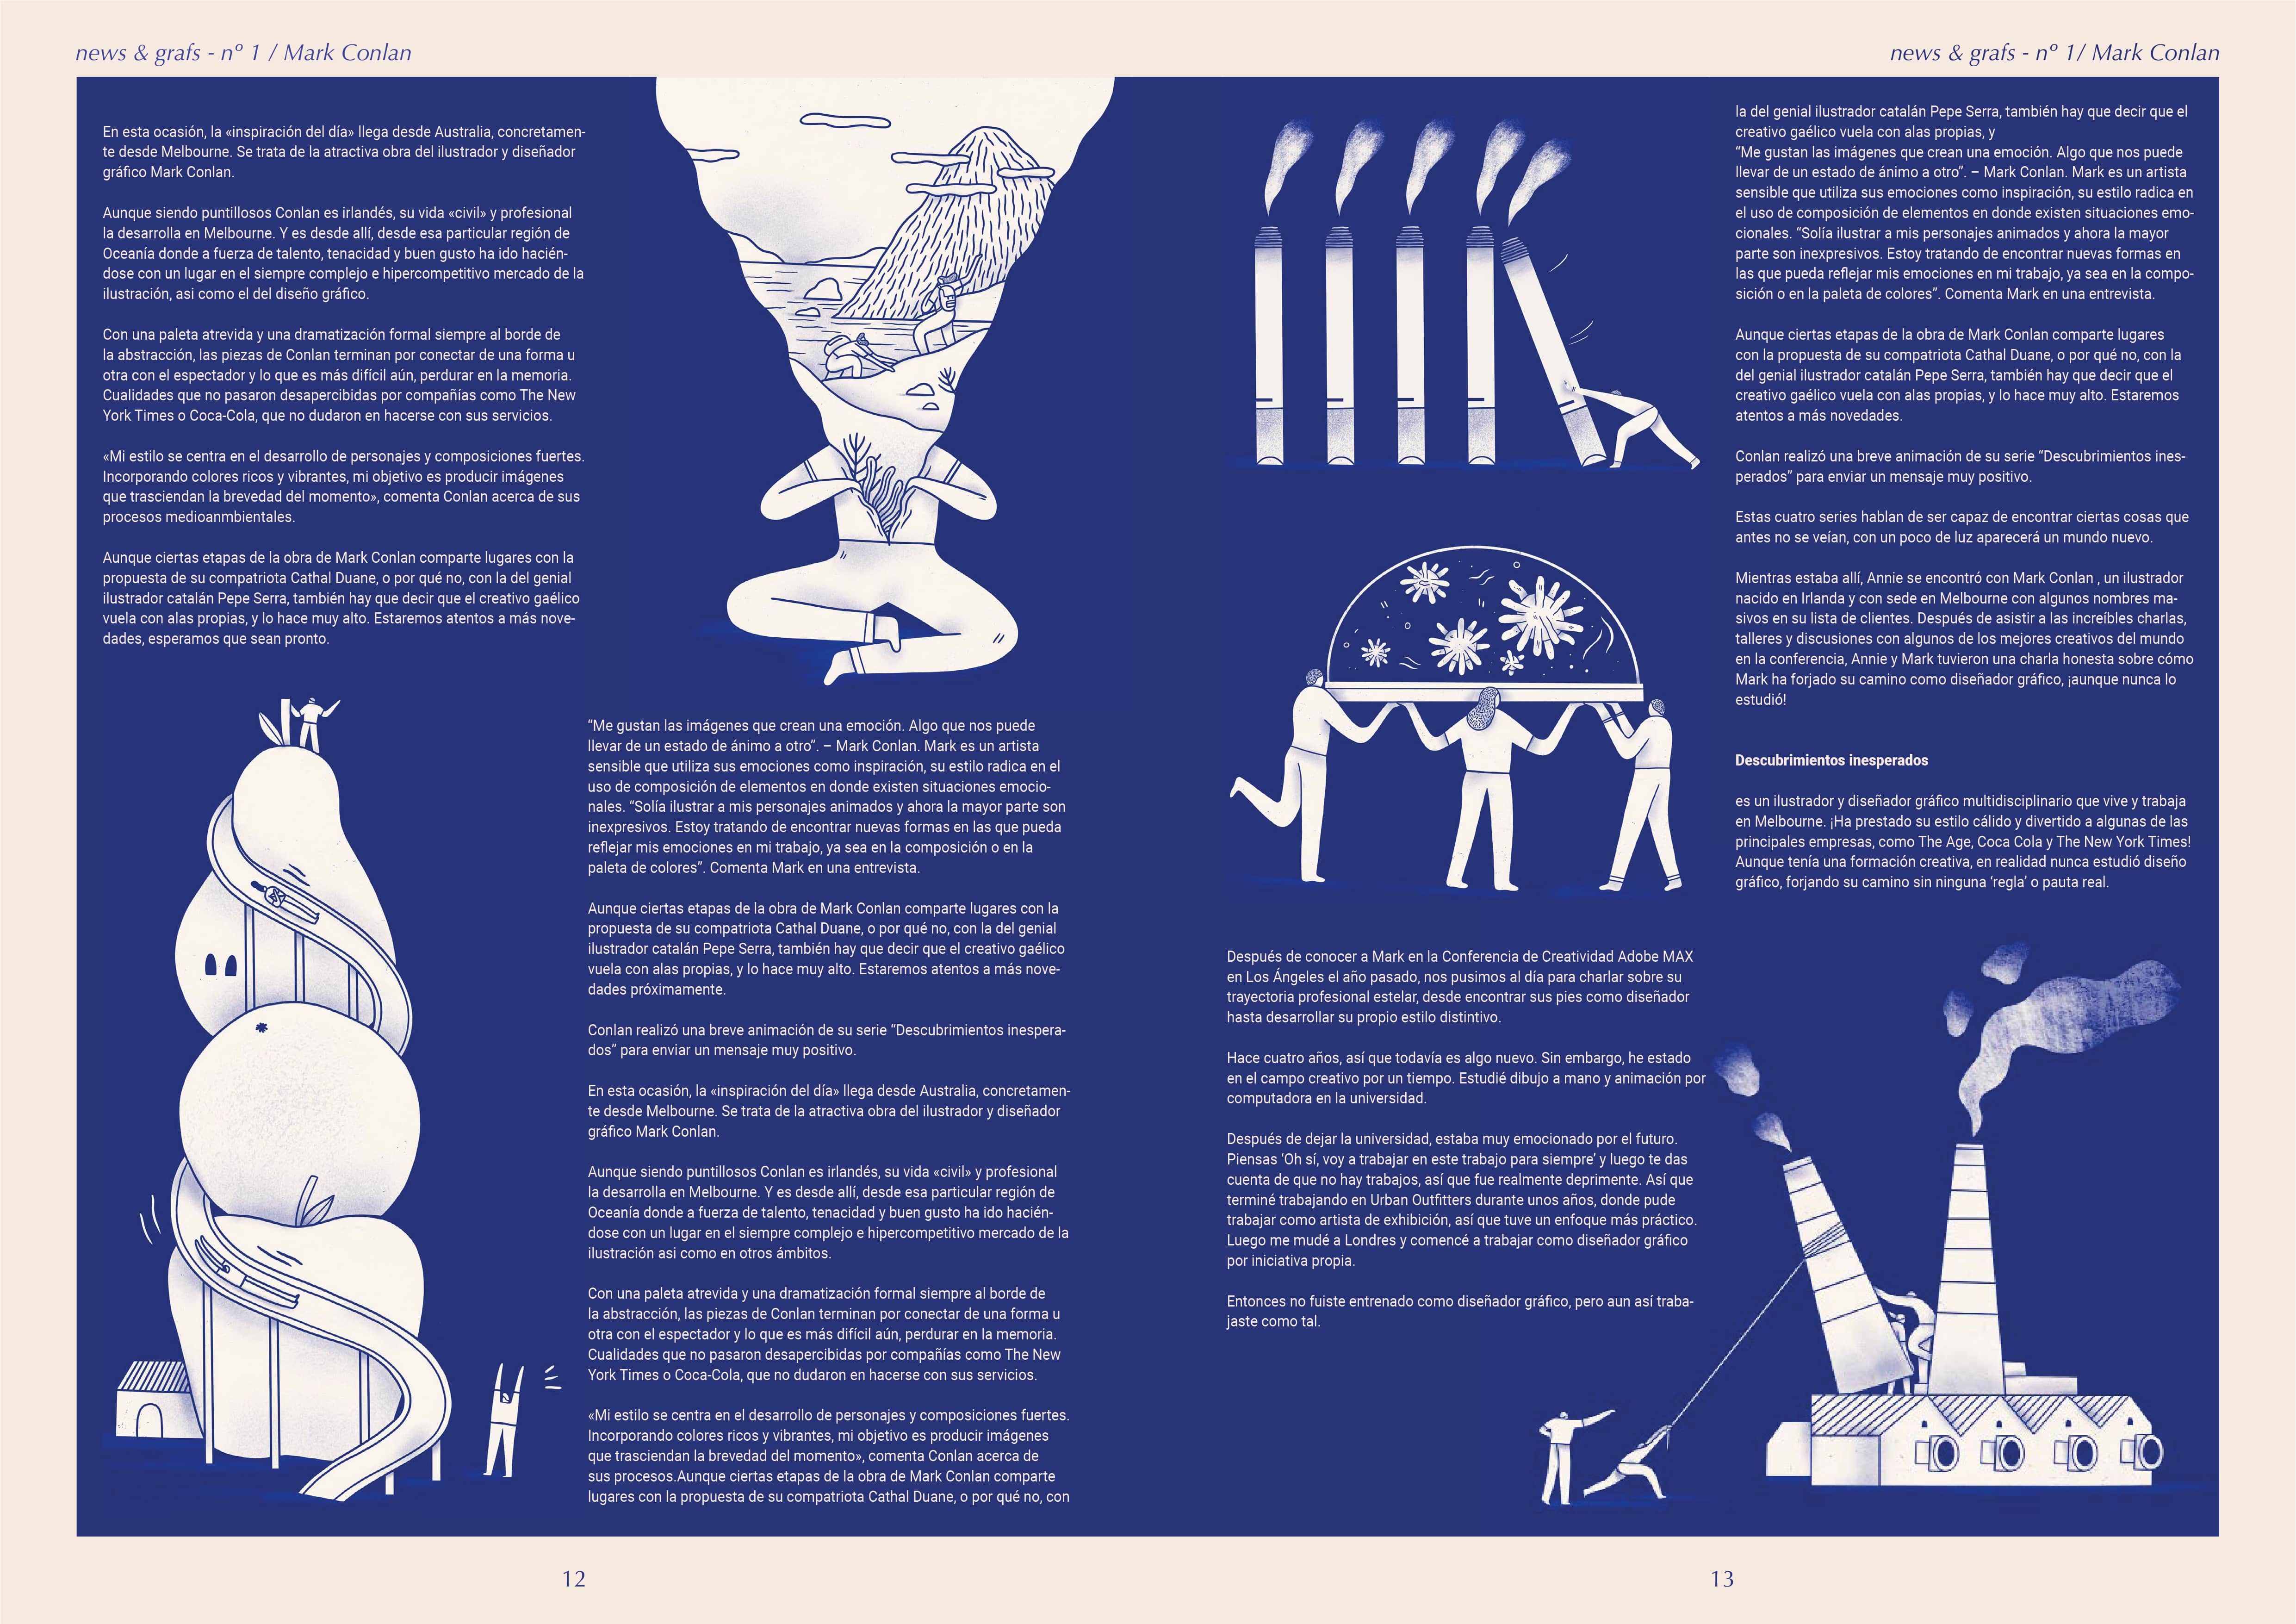 news & grafs - nº 1 / Mark Conlan
news & grafs - nº 1/ Mark Conlan
En esta ocasión, la «inspiración del día» llega desde Australia, concretamen-
te desde Melbourne. Se trata de la atractiva obra del ilustrador y diseñador
gráfico Mark Conlan.
Aunque siendo puntillosos Conlan es irlandés, su vida «civil» y profesional
la desarrolla en Melbourne. Y es desde allí, desde esa particular región de
Oceanía donde a fuerza de talento, tenacidad y buen gusto ha ido hacién-
dose con un lugar en el siempre complejo e hipercompetitivo mercado de la
ilustración, asi como el del diseño gráfico.
Con una paleta atrevida y una dramatización formal siempre al borde de
la abstracción, las piezas de Conlan terminan por conectar de una forma u
otra con el espectador y lo que es más difícil aún, perdurar en la memoria.
Cualidades que no pasaron desapercibidas por compañías como The New
York Times o Coca-Cola, que no dudaron en hacerse con sus servicios.
«Mi estilo se centra en el desarrollo de personajes y composiciones fuertes.
Incorporando colores ricos y vibrantes, mi objetivo es producir imágenes
que trasciendan la brevedad del momento», comenta Conlan acerca de sus
procesos medioanmbientales.
Aunque ciertas etapas de la obra de Mark Conlan comparte lugares con la
propuesta de su compatriota Cathal Duane, o por qué no, con la del genial
ilustrador catalán Pepe Serra, también hay que decir que el creativo gaélico
vuela con alas propias, y lo hace muy alto. Estaremos atentos a más nove-
dades, esperamos que sean pronto.
“Me gustan las imágenes que crean una emoción. Algo que nos puede
llevar de un estado de ánimo a otro”. – Mark Conlan. Mark es un artista
sensible que utiliza sus emociones como inspiración, su estilo radica en el
uso de composición de elementos en donde existen situaciones emocio-
nales. “Solía ilustrar a mis personajes animados y ahora la mayor parte son
inexpresivos. Estoy tratando de encontrar nuevas formas en las que pueda
reflejar mis emociones en mi trabajo, ya sea en la composición o en la
paleta de colores”. Comenta Mark en una entrevista.
Aunque ciertas etapas de la obra de Mark Conlan comparte lugares con la
propuesta de su compatriota Cathal Duane, o por qué no, con la del genial
ilustrador catalán Pepe Serra, también hay que decir que el creativo gaélico
vuela con alas propias, y lo hace muy alto. Estaremos atentos a más nove-
dades próximamente.
Conlan realizó una breve animación de su serie “Descubrimientos inespera-
dos” para enviar un mensaje muy positivo.
En esta ocasión, la «inspiración del día» llega desde Australia, concretamen-
te desde Melbourne. Se trata de la atractiva obra del ilustrador y diseñador
gráfico Mark Conlan.
Aunque siendo puntillosos Conlan es irlandés, su vida «civil» y profesional
la desarrolla en Melbourne. Y es desde allí, desde esa particular región de
Oceanía donde a fuerza de talento, tenacidad y buen gusto ha ido hacién-
dose con un lugar en el siempre complejo e hipercompetitivo mercado de la
ilustración asi como en otros ámbitos.
Con una paleta atrevida y una dramatización formal siempre al borde de
la abstracción, las piezas de Conlan terminan por conectar de una forma u
otra con el espectador y lo que es más difícil aún, perdurar en la memoria.
Cualidades que no pasaron desapercibidas por compañías como The New
York Times o Coca-Cola, que no dudaron en hacerse con sus servicios.
«Mi estilo se centra en el desarrollo de personajes y composiciones fuertes.
Incorporando colores ricos y vibrantes, mi objetivo es producir imágenes
que trasciendan la brevedad del momento», comenta Conlan acerca de
sus procesos.Aunque ciertas etapas de la obra de Mark Conlan comparte
lugares con la propuesta de su compatriota Cathal Duane, o por qué no, con
Después de conocer a Mark en la Conferencia de Creatividad Adobe MAX
en Los Ángeles el año pasado, nos pusimos al día para charlar sobre su
trayectoria profesional estelar, desde encontrar sus pies como diseñador
hasta desarrollar su propio estilo distintivo.
Hace cuatro años, así que todavía es algo nuevo. Sin embargo, he estado
en el campo creativo por un tiempo. Estudié dibujo a mano y animación por
computadora en la universidad.
Después de dejar la universidad, estaba muy emocionado por el futuro.
Piensas ‘Oh sí, voy a trabajar en este trabajo para siempre’ y luego te das
cuenta de que no hay trabajos, así que fue realmente deprimente. Así que
terminé trabajando en Urban Outfitters durante unos años, donde pude
trabajar como artista de exhibición, así que tuve un enfoque más práctico.
Luego me mudé a Londres y comencé a trabajar como diseñador gráfico
por iniciativa propia.
Entonces no fuiste entrenado como diseñador gráfico, pero aun así traba-
jaste como tal.
la del genial ilustrador catalán Pepe Serra, también hay que decir que el
creativo gaélico vuela con alas propias, y
“Me gustan las imágenes que crean una emoción. Algo que nos puede
llevar de un estado de ánimo a otro”. – Mark Conlan. Mark es un artista
sensible que utiliza sus emociones como inspiración, su estilo radica en
el uso de composición de elementos en donde existen situaciones emo-
cionales. “Solía ilustrar a mis personajes animados y ahora la mayor
parte son inexpresivos. Estoy tratando de encontrar nuevas formas en
las que pueda reflejar mis emociones en mi trabajo, ya sea en la compo-
sición o en la paleta de colores”. Comenta Mark en una entrevista.
Aunque ciertas etapas de la obra de Mark Conlan comparte lugares
con la propuesta de su compatriota Cathal Duane, o por qué no, con la
del genial ilustrador catalán Pepe Serra, también hay que decir que el
creativo gaélico vuela con alas propias, y lo hace muy alto. Estaremos
atentos a más novedades.
Conlan realizó una breve animación de su serie “Descubrimientos ines-
perados” para enviar un mensaje muy positivo.
Estas cuatro series hablan de ser capaz de encontrar ciertas cosas que
antes no se veían, con un poco de luz aparecerá un mundo nuevo.
Mientras estaba allí, Annie se encontró con Mark Conlan , un ilustrador
nacido en Irlanda y con sede en Melbourne con algunos nombres ma-
sivos en su lista de clientes. Después de asistir a las increíbles charlas,
talleres y discusiones con algunos de los mejores creativos del mundo
en la conferencia, Annie y Mark tuvieron una charla honesta sobre cómo
Mark ha forjado su camino como diseñador gráfico, ¡aunque nunca lo
estudió!
Descubrimientos inesperados
es un ilustrador y diseñador gráfico multidisciplinario que vive y trabaja
en Melbourne. ¡Ha prestado su estilo cálido y divertido a algunas de las
principales empresas, como The Age, Coca Cola y The New York Times!
Aunque tenía una formación creativa, en realidad nunca estudió diseño
gráfico, forjando su camino sin ninguna ‘regla’ o pauta real.
12
13